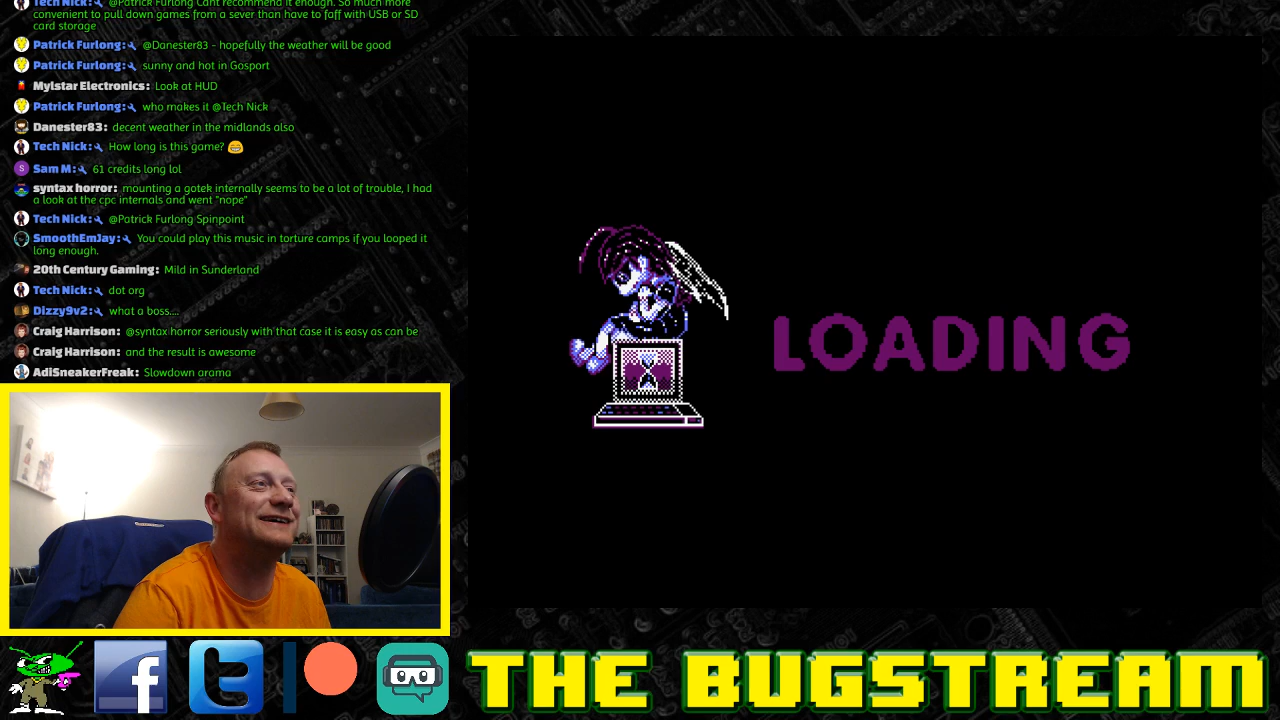 Tech Nick: @Patrick Furlong Cant recommend it enough. So much more
convenient to pull down games from a sever than have to faff with USB or SD
card storage
Patrick Furlong: @Danester83 - hopefully the weather will be good
Patrick Furlong: sunny and hot in Gosport
Mylstar Electronics: Look at HUD
Patrick Furlong: who makes it @Tech Nick
Danester83: decent weather in the midlands also
Tech Nick: How long is this game? 😂
S Sam M: 61 credits long lol
syntax horror: mounting a gotek internally seems to be a lot of trouble, I had
a look at the cpc internals and went "nope"
Tech Nick: @Patrick Furlong Spinpoint
SmoothEmJay: You could play this music in torture camps if you looped it
long enough.
20th Century Gaming: Mild in Sunderland
Tech Nick: dot org
Dizzy9v2: what a boss....
Craig Harrison: @syntax horror seriously with that case it is easy as can be
Craig Harrison: and the result is awesome
AdiSneakerFreak: Slowdown arama
LOADING
THE BUGSTREAM